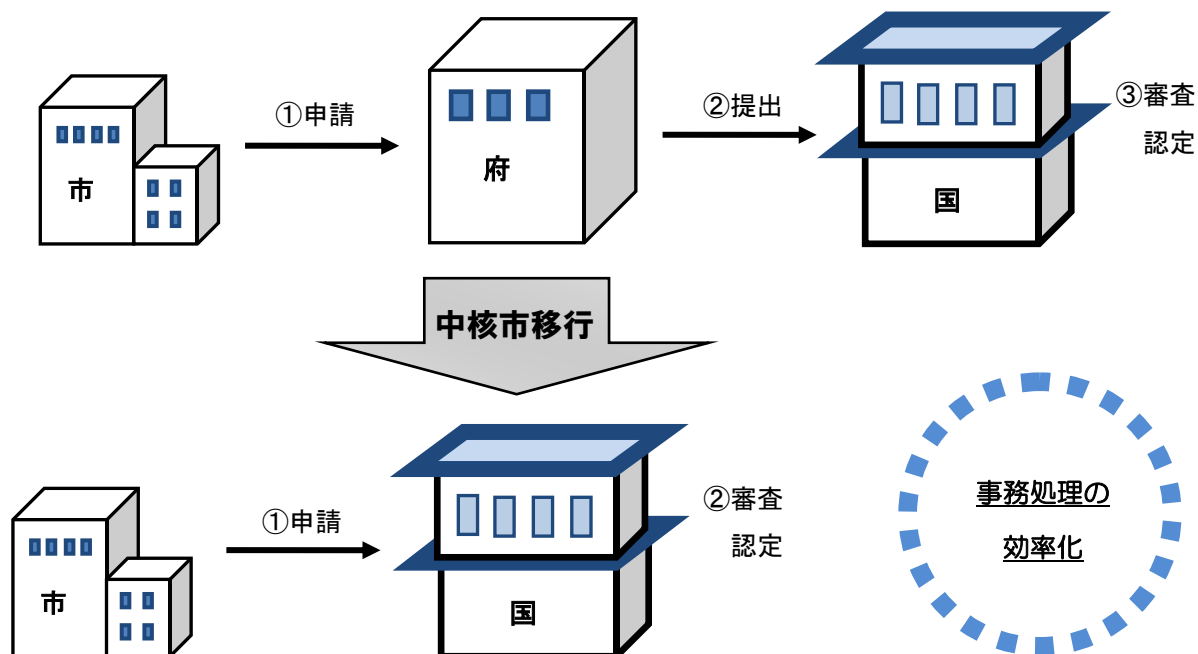 市
①申請
府
②提出
国
③審査
認定
中核市移行
市
①申請
国
②審査
認定
事務処理の
効率化